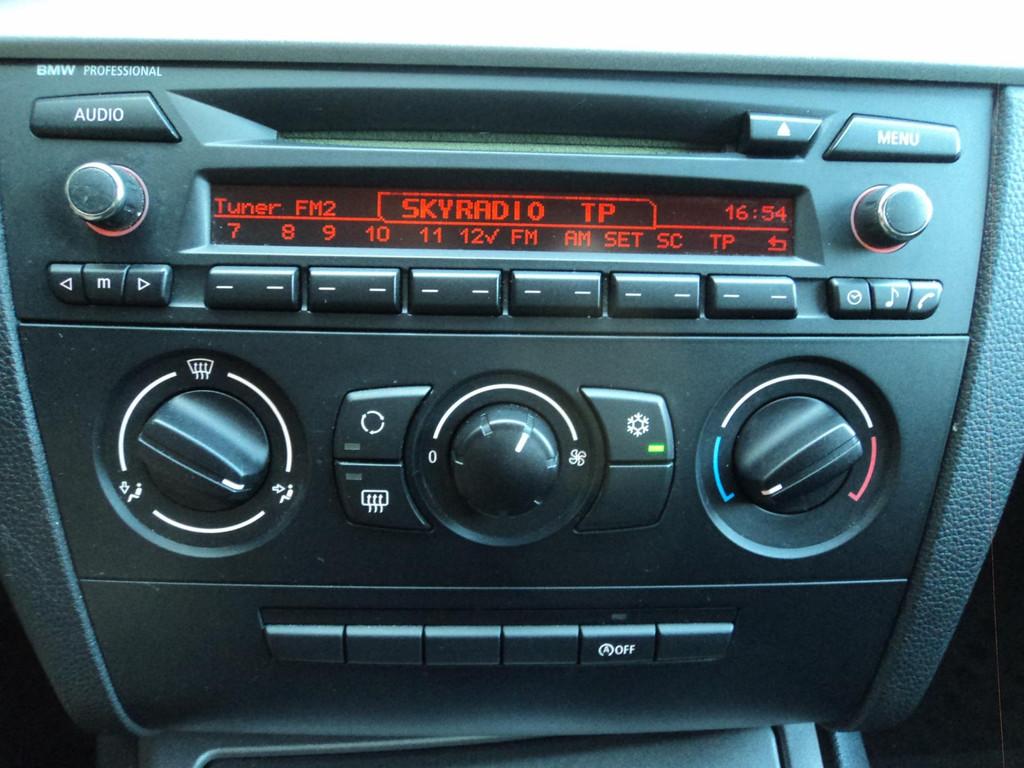 BMW PROFESSIONAL
AUDIO
MENU
Tuner FM2 SKYRADIO TP 16:54
7 8 9 10 11 12✓ FM AM SET SC TP
m
0
(A)OFF